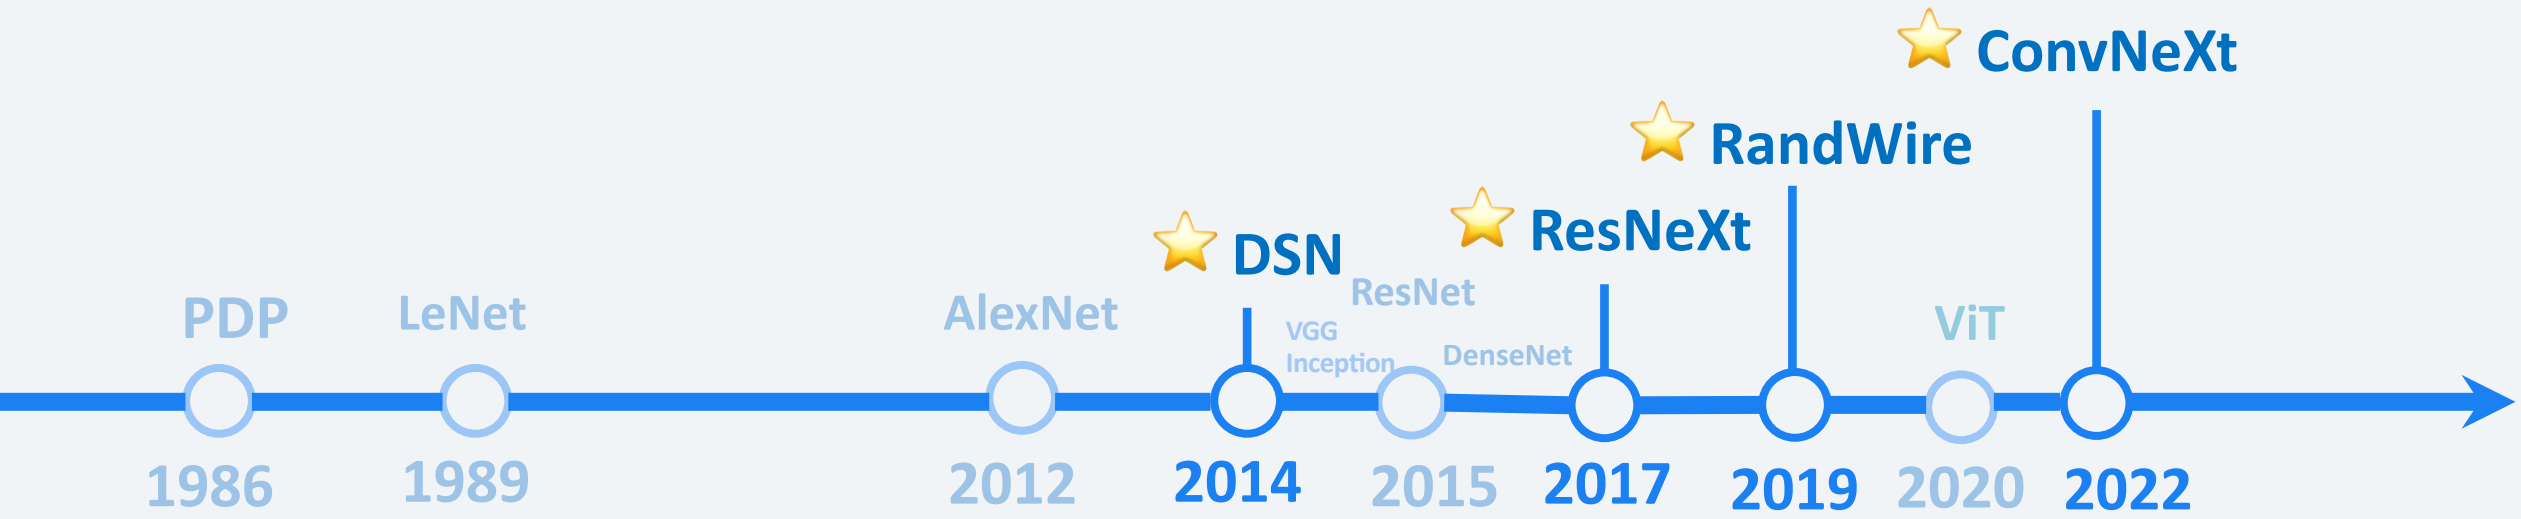 ConvNeXt
RandWire
ResNeXt
DSN
ResNet
PDP
LeNet
AlexNet
VGG
Inception
DenseNet
ViT
1986
1989
2012
2014
2015
2017
2019
2020
2022